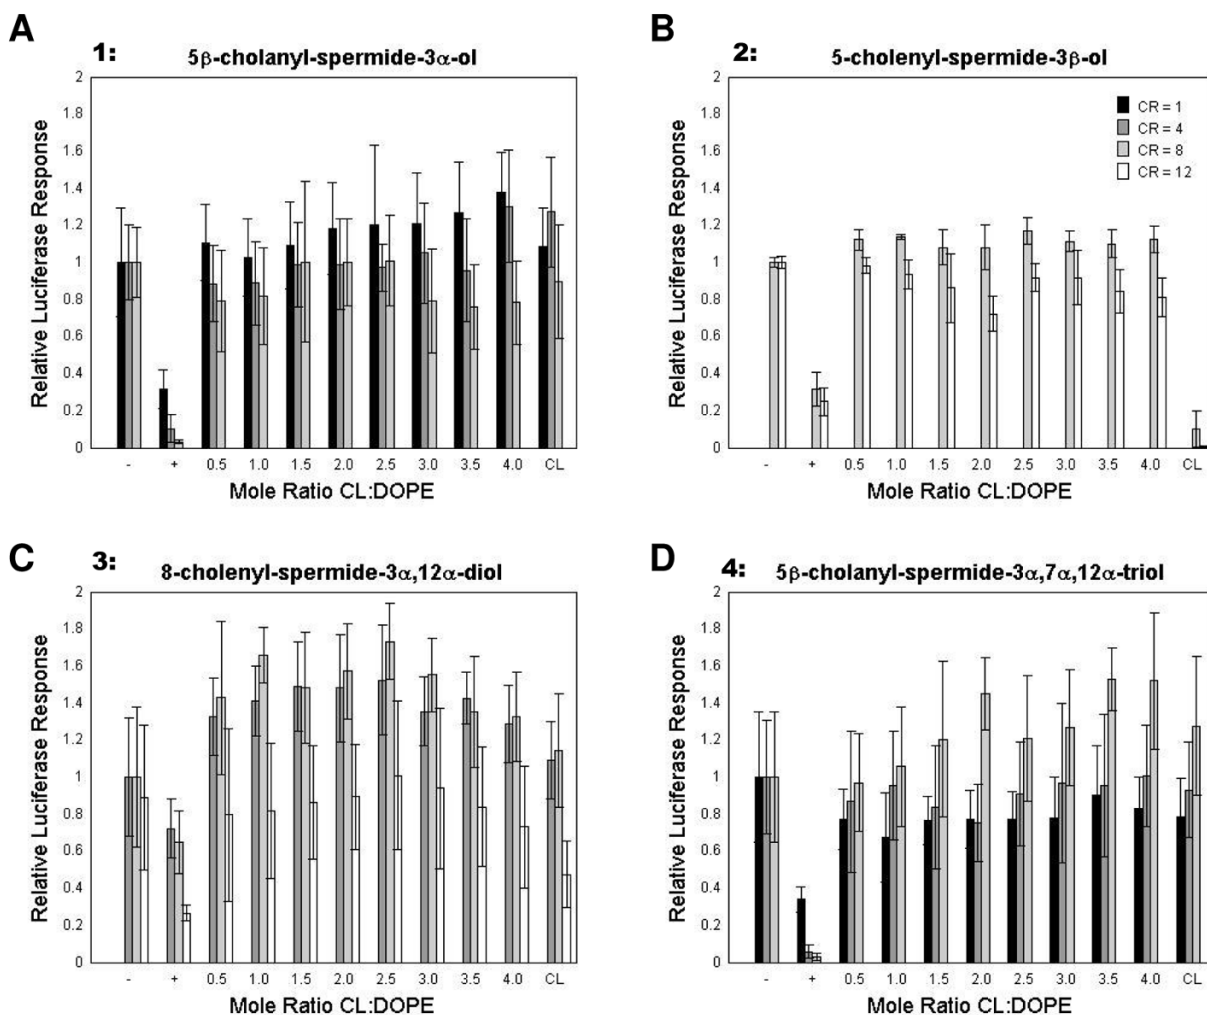 A
1:
5β-cholanyl-spermide-3α-ol
Relative Luciferase Response
2
1.8
1.6
1.4
1.2
1
0.8
0.6
0.4
0.2
0
- + 0.5 1.0 1.5 2.0 2.5 3.0 3.5 4.0 CL
Mole Ratio CL:DOPE
B
2:
5-cholenyl-spermide-3β-ol
Relative Luciferase Response
2
1.8
1.6
1.4
1.2
1
0.8
0.6
0.4
0.2
0
CR = 1
CR = 4
CR = 8
CR = 12
- + 0.5 1.0 1.5 2.0 2.5 3.0 3.5 4.0 CL
Mole Ratio CL:DOPE
C
3:
8-cholenyl-spermide-3α,12α-diol
Relative Luciferase Response
2
1.8
1.6
1.4
1.2
1
0.8
0.6
0.4
0.2
0
- + 0.5 1.0 1.5 2.0 2.5 3.0 3.5 4.0 CL
Mole Ratio CL:DOPE
D
4:
5β-cholanyl-spermide-3α,7α,12α-triol
Relative Luciferase Response
2
1.8
1.6
1.4
1.2
1
0.8
0.6
0.4
0.2
0
- + 0.5 1.0 1.5 2.0 2.5 3.0 3.5 4.0 CL
Mole Ratio CL:DOPE